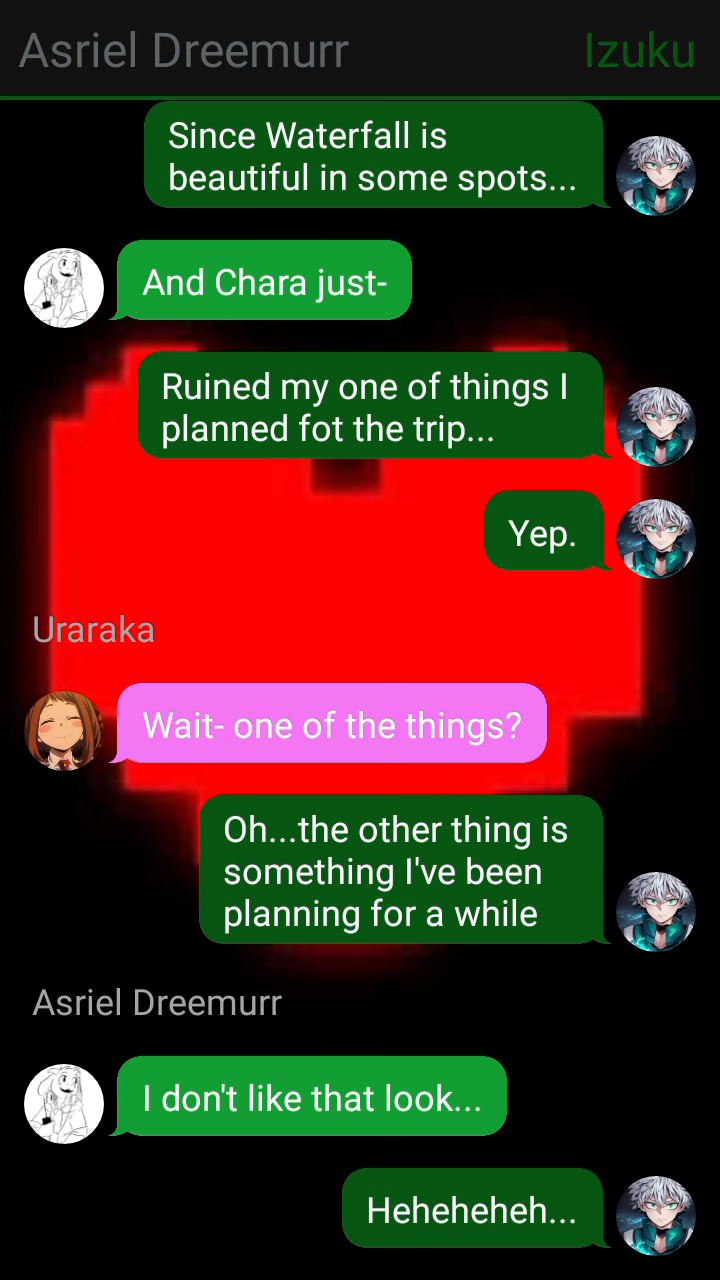 Asriel Dreemurr
Izuku
Since Waterfall is
beautiful in some spots...
And Chara just-
Ruined my one of things I
planned fot the trip...
Yep.
Uraraka
Wait- one of the things?
Oh...the other thing is
something I've been
planning for a while
Asriel Dreemurr
I don't like that look...
Heheheheh...